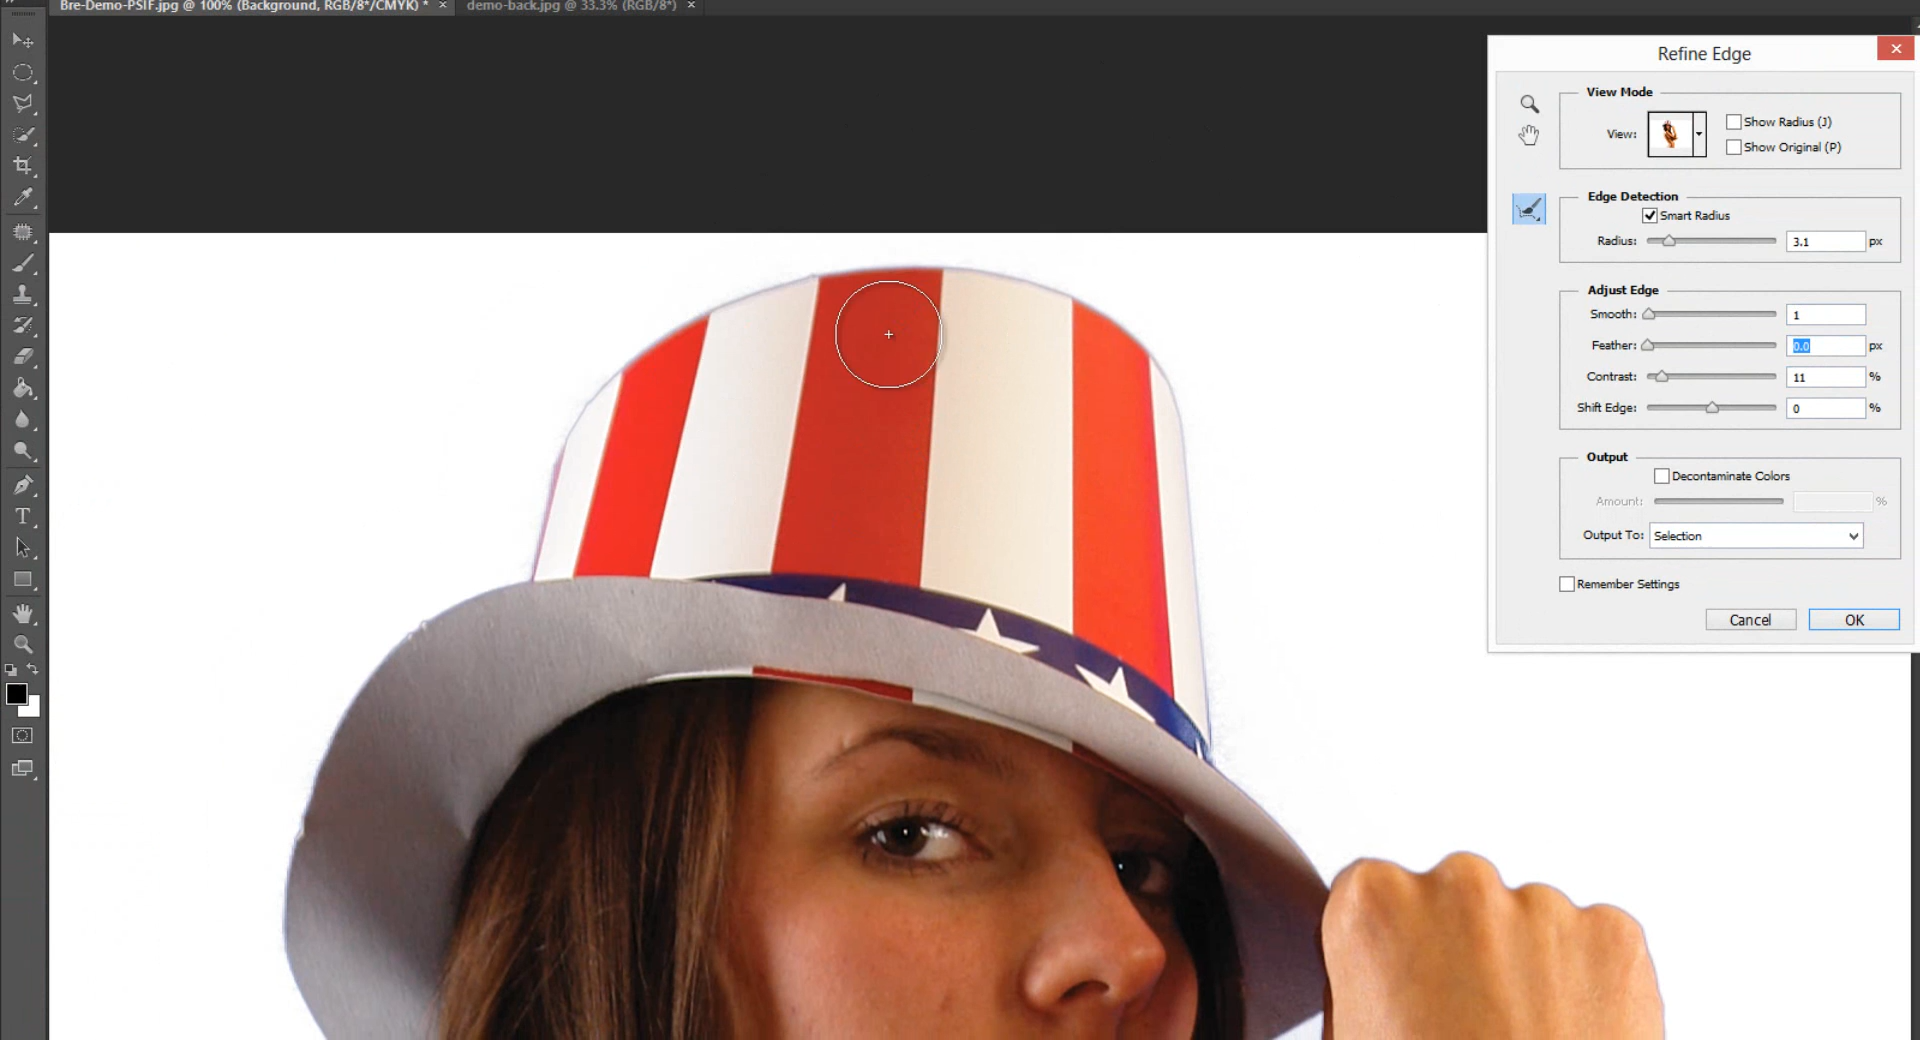 Bre-Demo-PSIF.jpg @ 100% (Background, RGB/8*/CMYK) * × demo-back.jpg @ 33.3% (RGB/8*) ×
Refine Edge
View Mode
View:
Show Radius (J)
Show Original (P)
Edge Detection
Smart Radius
Radius: 3.1 px
Adjust Edge
Smooth: 1
Feather: 0.0 px
Contrast: 11 %
Shift Edge: 0 %
Output
Decontaminate Colors
Amount: %
Output To: Selection
Remember Settings
Cancel OK